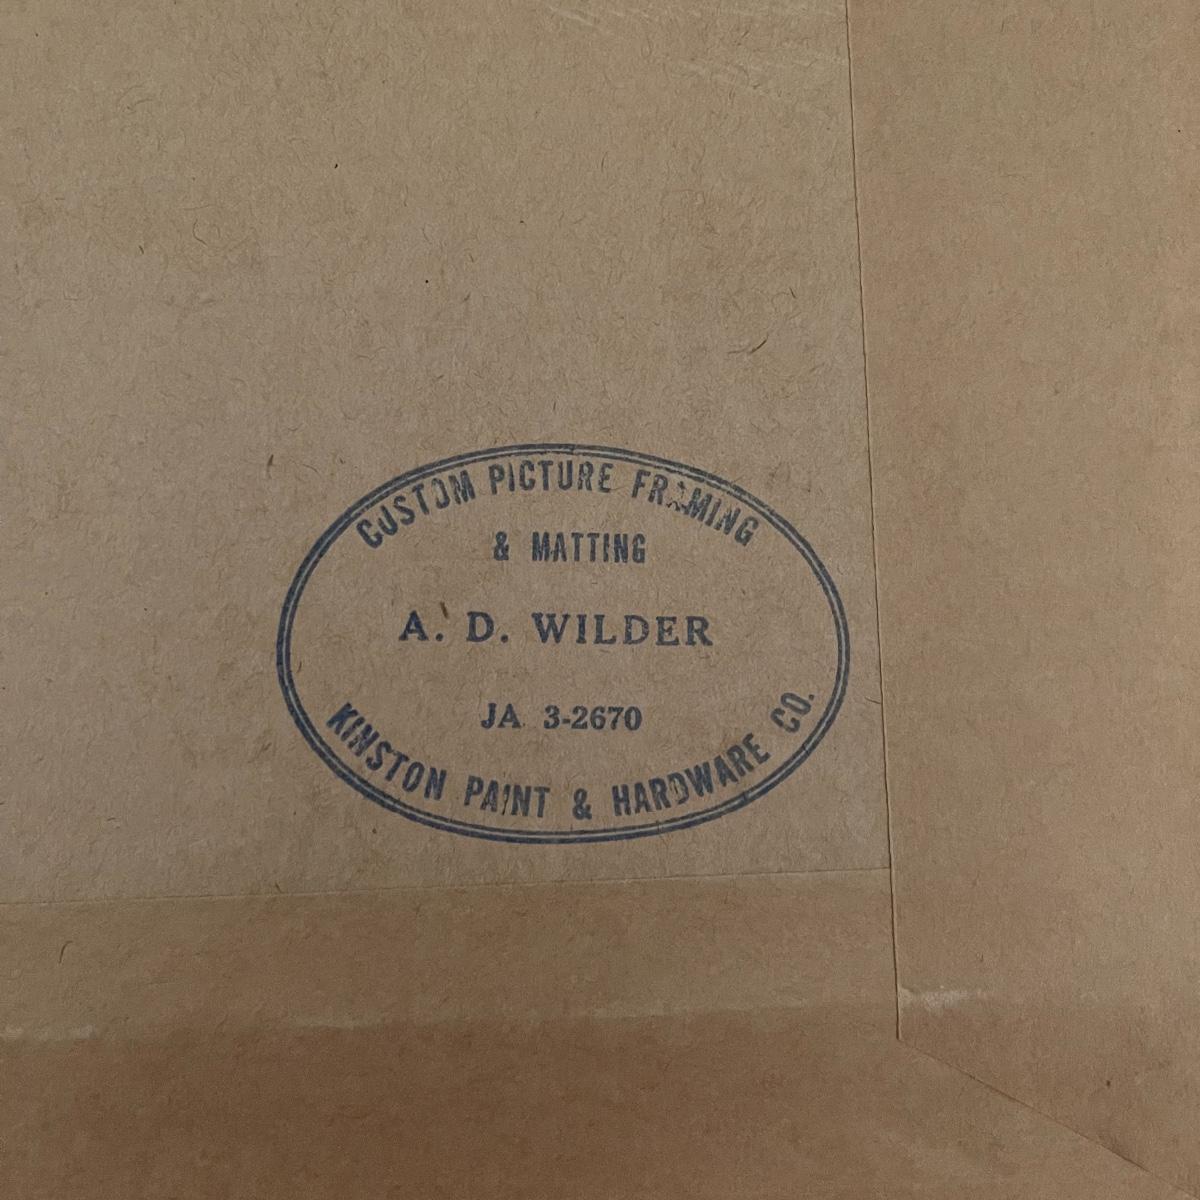 CUSTOM PICTURE FRAMING
& MATTING
A. D. WILDER
JA 3-2670
KINSTON PAINT & HARDWARE CO.